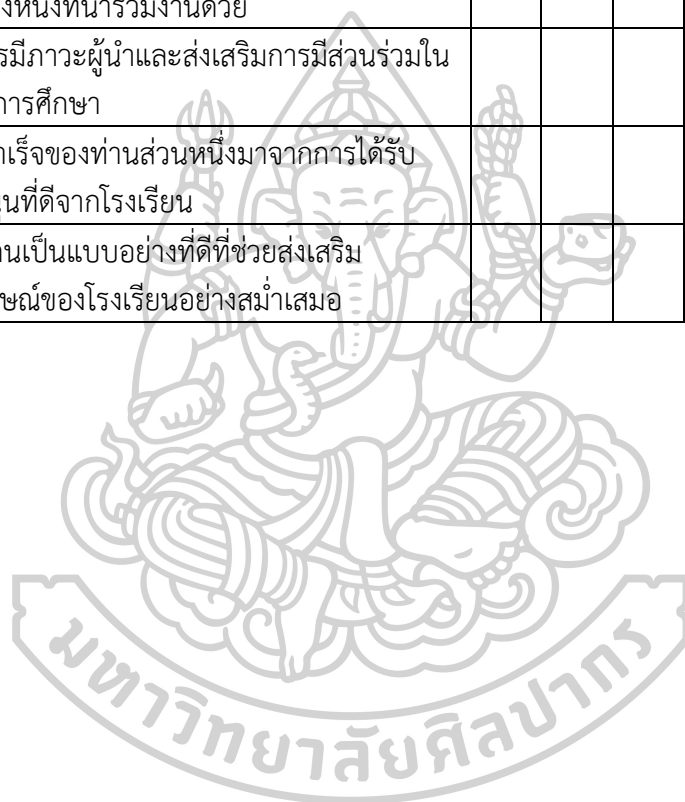 งหนึ่งที่น่าร่วมงานด้วย
รมีภาวะผู้นำและส่งเสริมการมีส่วนร่วมใน
การศึกษา
าเร็จของท่านส่วนหนึ่งมาจากการได้รับ
นที่ดีจากโรงเรียน
านเป็นแบบอย่างที่ดีที่ช่วยส่งเสริม
ษณ์ของโรงเรียนอย่างสม่ำเสมอ
มหาวิทยาลัยศิลปากร